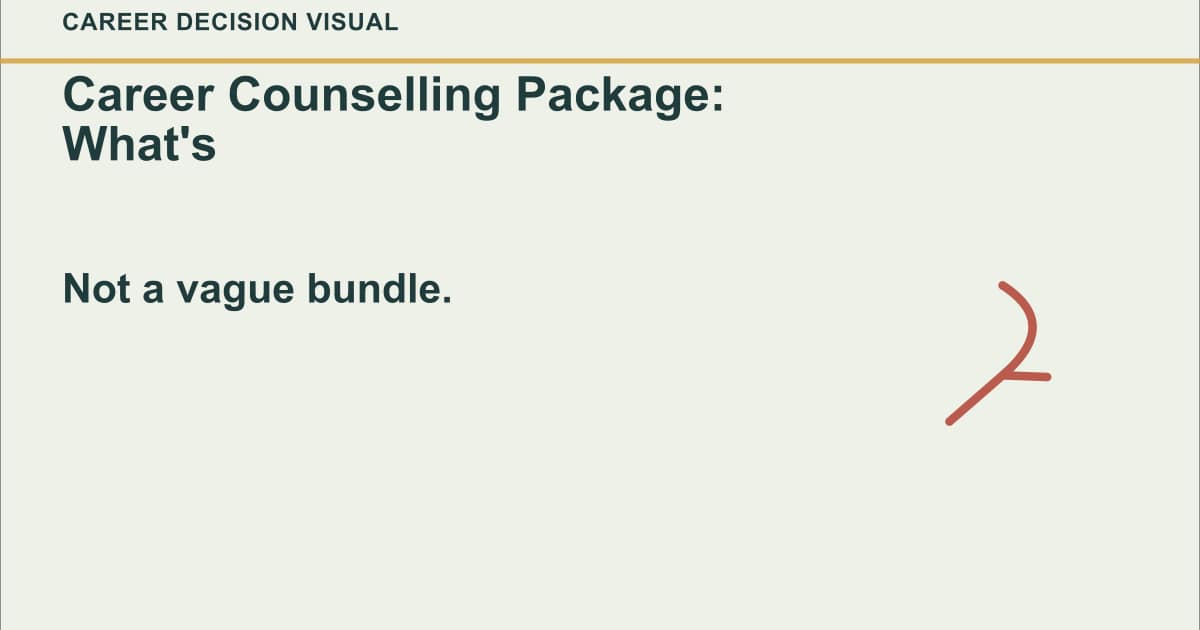 CAREER DECISION VISUAL
Career Counselling Package:
What's
Not a vague bundle.